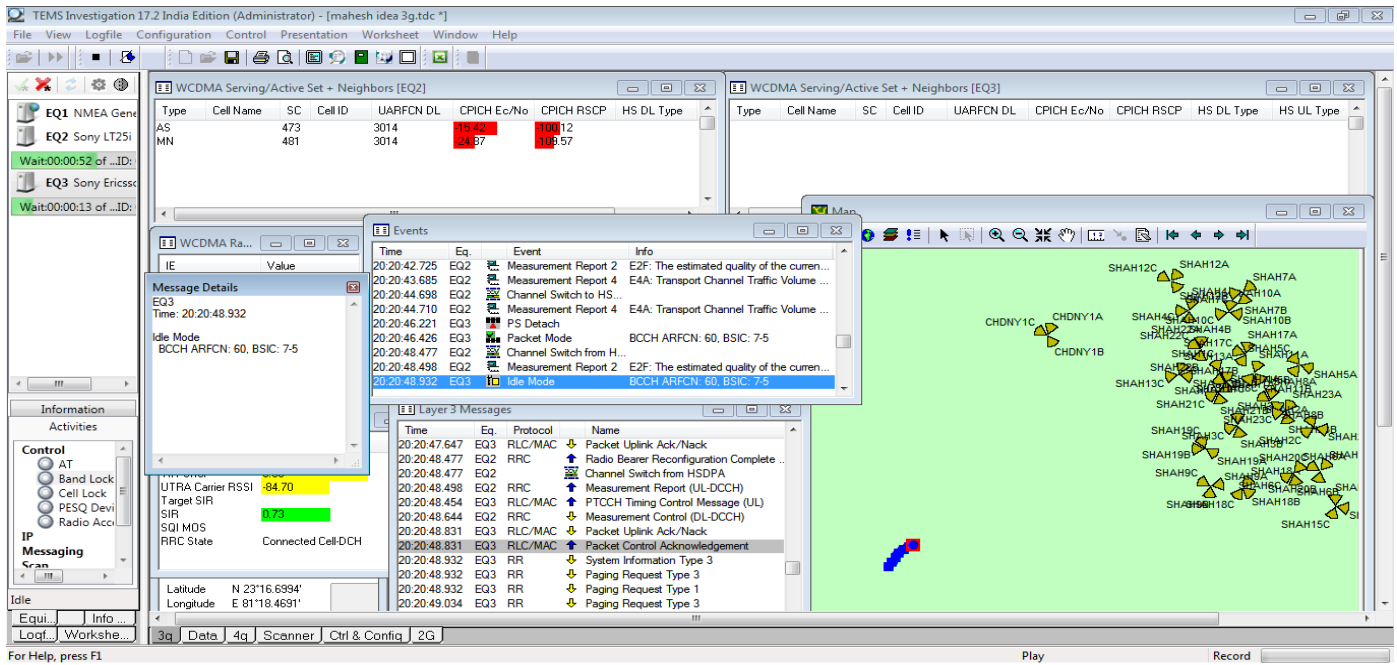 TEMS Investigation 17.2 India Edition (Administrator) - [mahesh idea 3g.tdc *]
File View Logfile Configuration Control Presentation Worksheet Window Help
EQ1 NMEA Gene
EQ2 Sony LT25i
Wait:00:00:52 of ...ID:
EQ3 Sony Ericsso
Wait:00:00:13 of ...ID:
WCDMA Serving/Active Set + Neighbors [EQ2]
Type Cell Name SC Cell ID UARFCN DL CPICH Ec/No CPICH RSCP HS DL Type
AS 473 3014 -15.42 -100.12
MN 481 3014 -24.87 -109.57
WCDMA Serving/Active Set + Neighbors [EQ3]
Type Cell Name SC Cell ID UARFCN DL CPICH Ec/No CPICH RSCP HS DL Type HS UL Type
WCDMA Ra...
IE Value
Message Details
EQ3
Time: 20:20:48.932
Idle Mode
BCCH ARFCN: 60, BSIC: 7-5
Events
Time Eq. Event Info
20:20:42.725 EQ2 Measurement Report 2 E2F: The estimated quality of the curren...
20:20:43.685 EQ2 Measurement Report 4 E4A: Transport Channel Traffic Volume ...
20:20:44.698 EQ2 Channel Switch to HS...
20:20:44.710 EQ2 Measurement Report 4 E4A: Transport Channel Traffic Volume ...
20:20:46.221 EQ3 PS Detach
20:20:46.426 EQ3 Packet Mode BCCH ARFCN: 60, BSIC: 7-5
20:20:48.477 EQ2 Channel Switch from H...
20:20:48.498 EQ2 Measurement Report 2 E2F: The estimated quality of the curren...
20:20:48.932 EQ3 Idle Mode BCCH ARFCN: 60, BSIC: 7-5
Layer 3 Messages
Time Eq. Protocol Name
20:20:47.647 EQ3 RLC/MAC Packet Uplink Ack/Nack
20:20:48.477 EQ2 RRC Radio Bearer Reconfiguration Complete ..
20:20:48.477 EQ2 Channel Switch from HSDPA
20:20:48.498 EQ2 RRC Measurement Report (UL-DCCH)
20:20:48.454 EQ3 RLC/MAC PTCCH Timing Control Message (UL)
20:20:48.644 EQ2 RRC Measurement Control (DL-DCCH)
20:20:48.831 EQ3 RLC/MAC Packet Uplink Ack/Nack
20:20:48.831 EQ3 RLC/MAC Packet Control Acknowledgement
20:20:48.932 EQ3 RR System Information Type 3
20:20:48.932 EQ3 RR Paging Request Type 3
20:20:48.932 EQ3 RR Paging Request Type 1
20:20:49.034 EQ3 RR Paging Request Type 3
UTRA Carrier RSSI -84.70
Target SIR
SIR 0.73
SQI MOS
RRC State Connected Cell-DCH
Latitude N 23°16.6994'
Longitude E 81°18.4691'
Map
SHAH12C SHAH12A
SHAH7A
SHAH10A
SHAH7B
SHAH10B
CHDNY1C CHDNY1A
CHDNY1B
SHAH4B
SHAH17A
SHAH17C
SHAH5A
SHAH13C
SHAH23A
SHAH21C
SHAH23C
SHAH19C
SHAH3C
SHAH2C
SHAH19B
SHAH19A
SHAH9C
SHAH18C
SHAH18B
SHAH15C
Information
Activities
Control
AT
Band Lock
Cell Lock
PESQ Devi
Radio Acc
IP
Messaging
Scan
Idle
Equi... Info ...
Logf... Workshe...
3g Data 4g Scanner Ctrl & Config 2G
For Help, press F1 Play Record